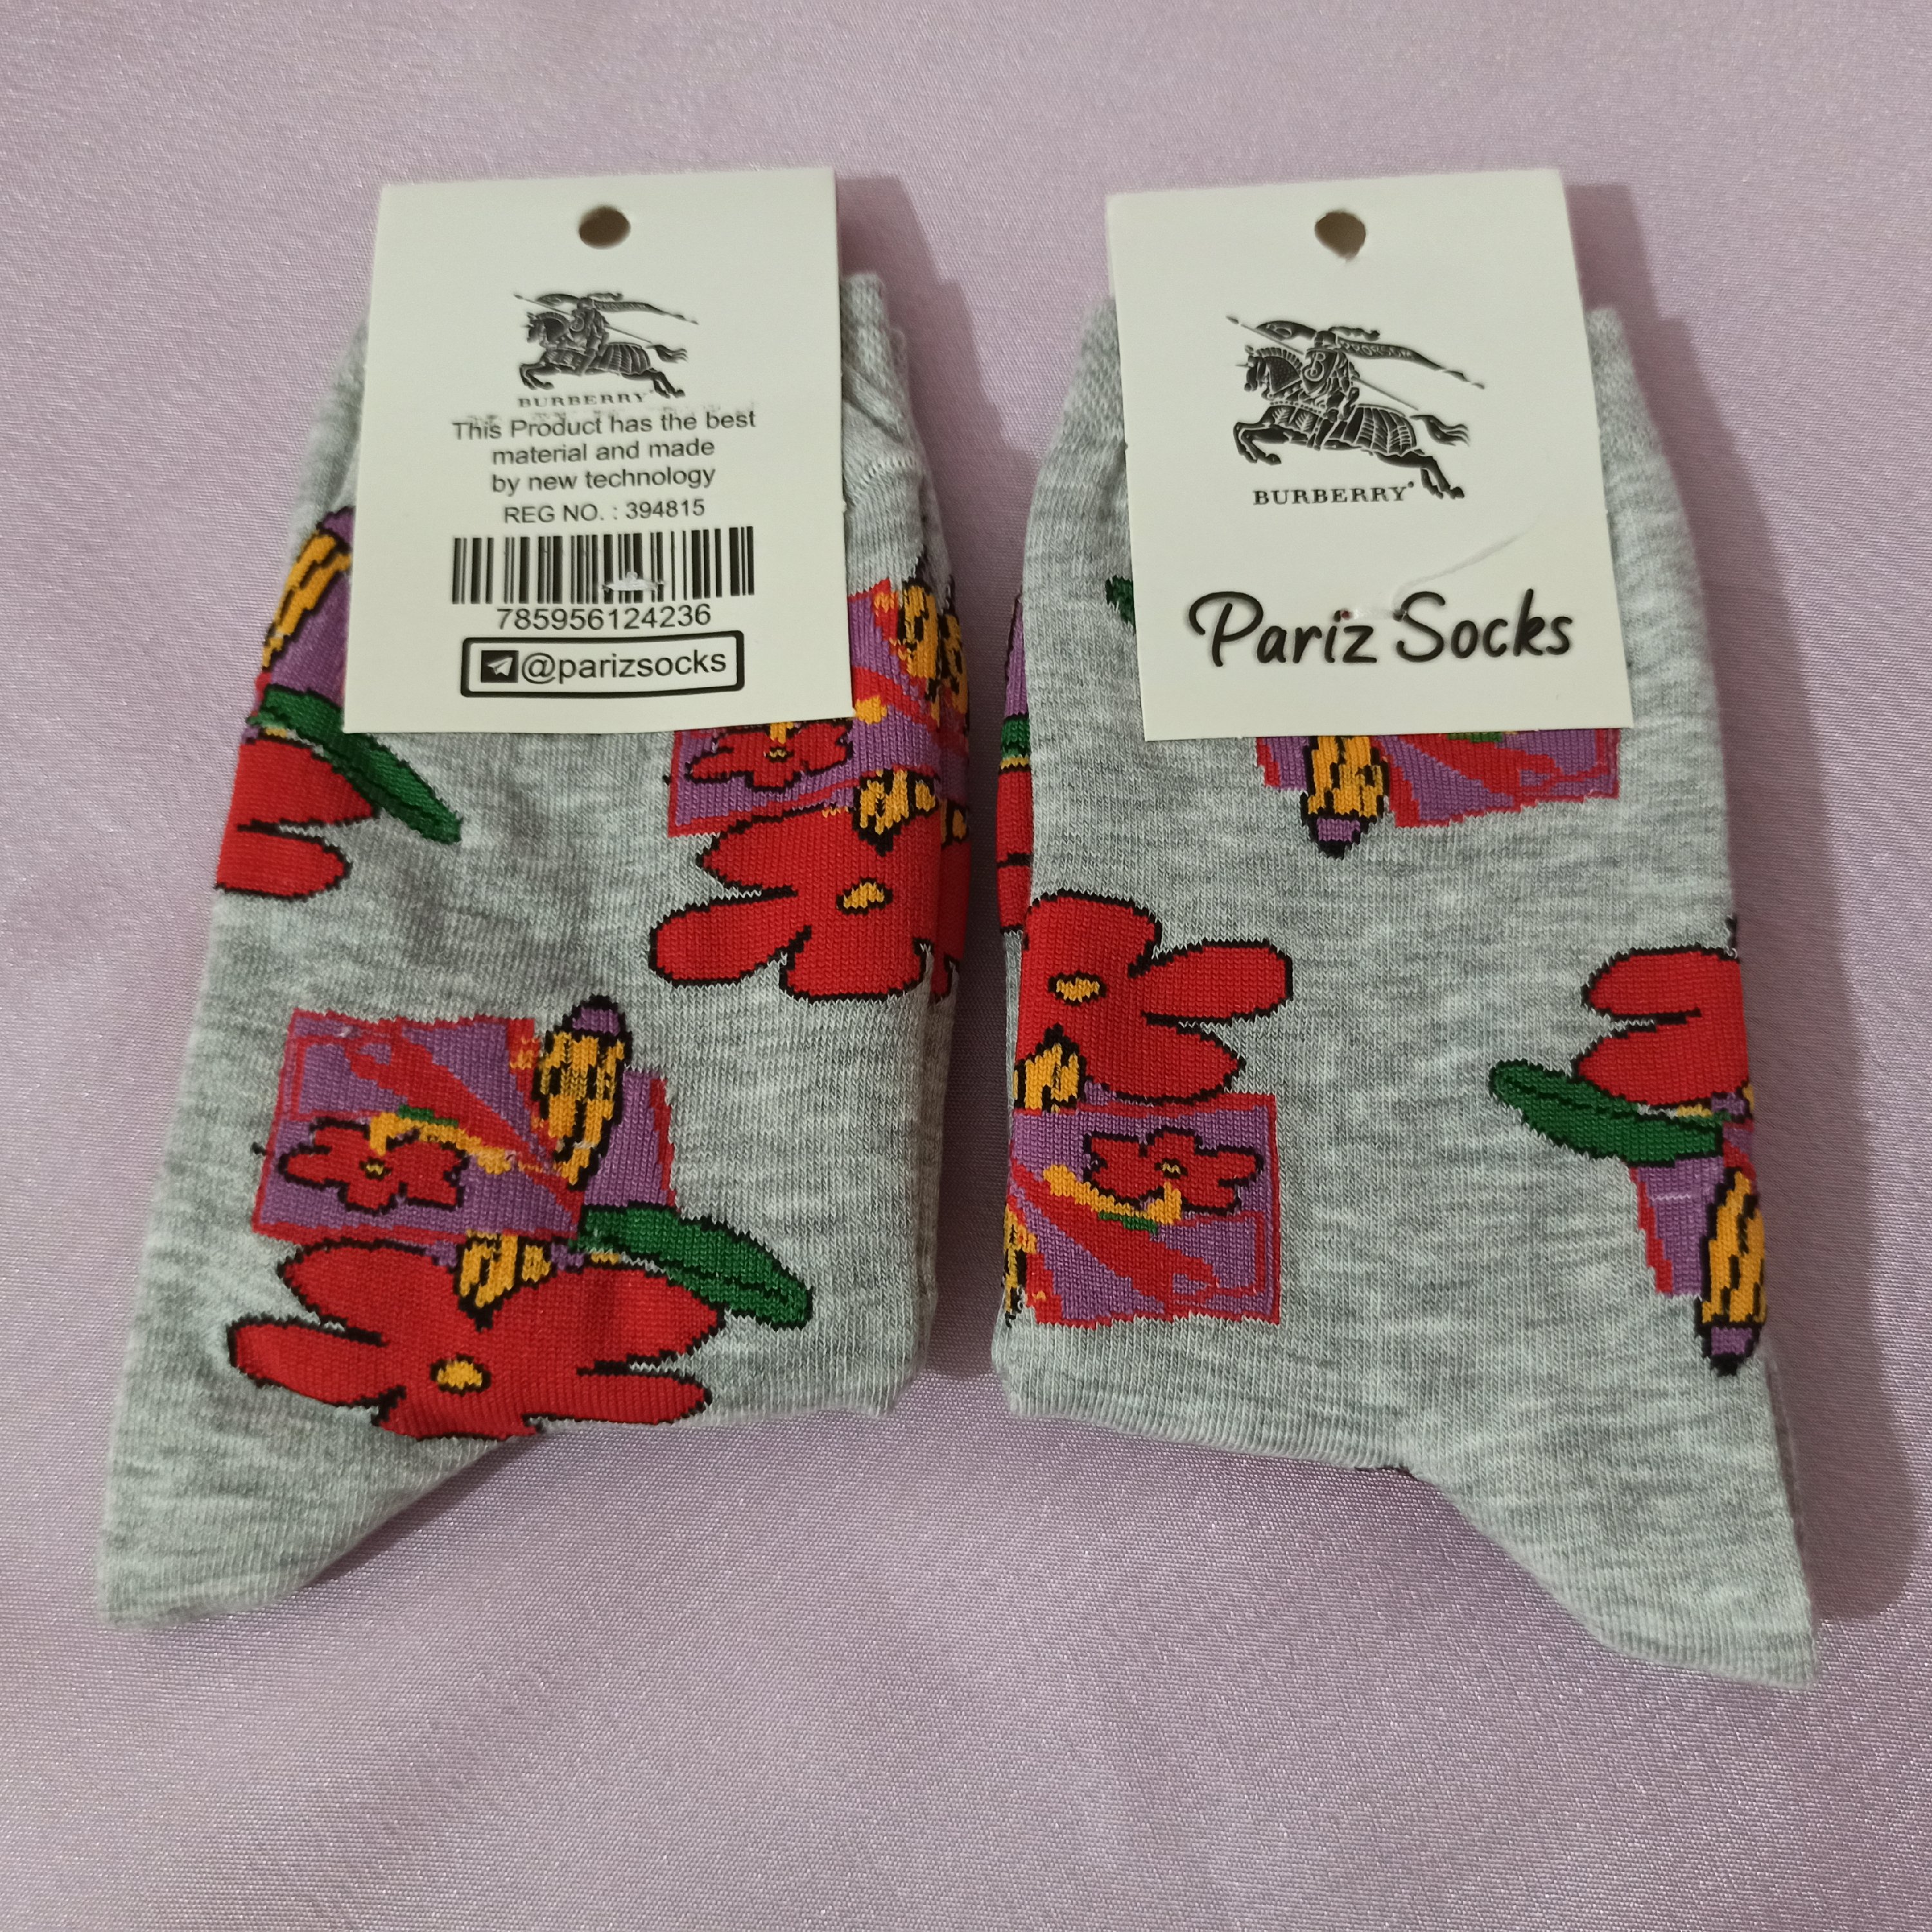 BURBERRY
This Product has the best
material and made
by new technology
REG NO. : 394815
785956124236
@parizsocks
PRORSUM
BURBERRY
Pariz Socks